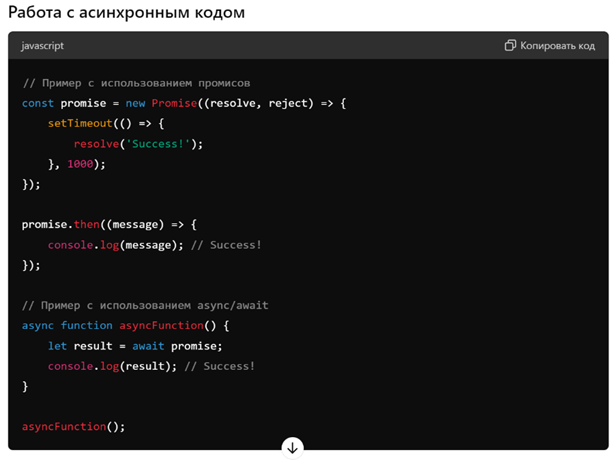 Работа с асинхронным кодом
javascript
Копировать код
// Пример с использованием промисов
const promise = new Promise((resolve, reject) => {
    setTimeout(() => {
        resolve('Success!');
    }, 1000);
});

promise.then((message) => {
    console.log(message); // Success!
});

// Пример с использованием async/await
async function asyncFunction() {
    let result = await promise;
    console.log(result); // Success!
}

asyncFunction();